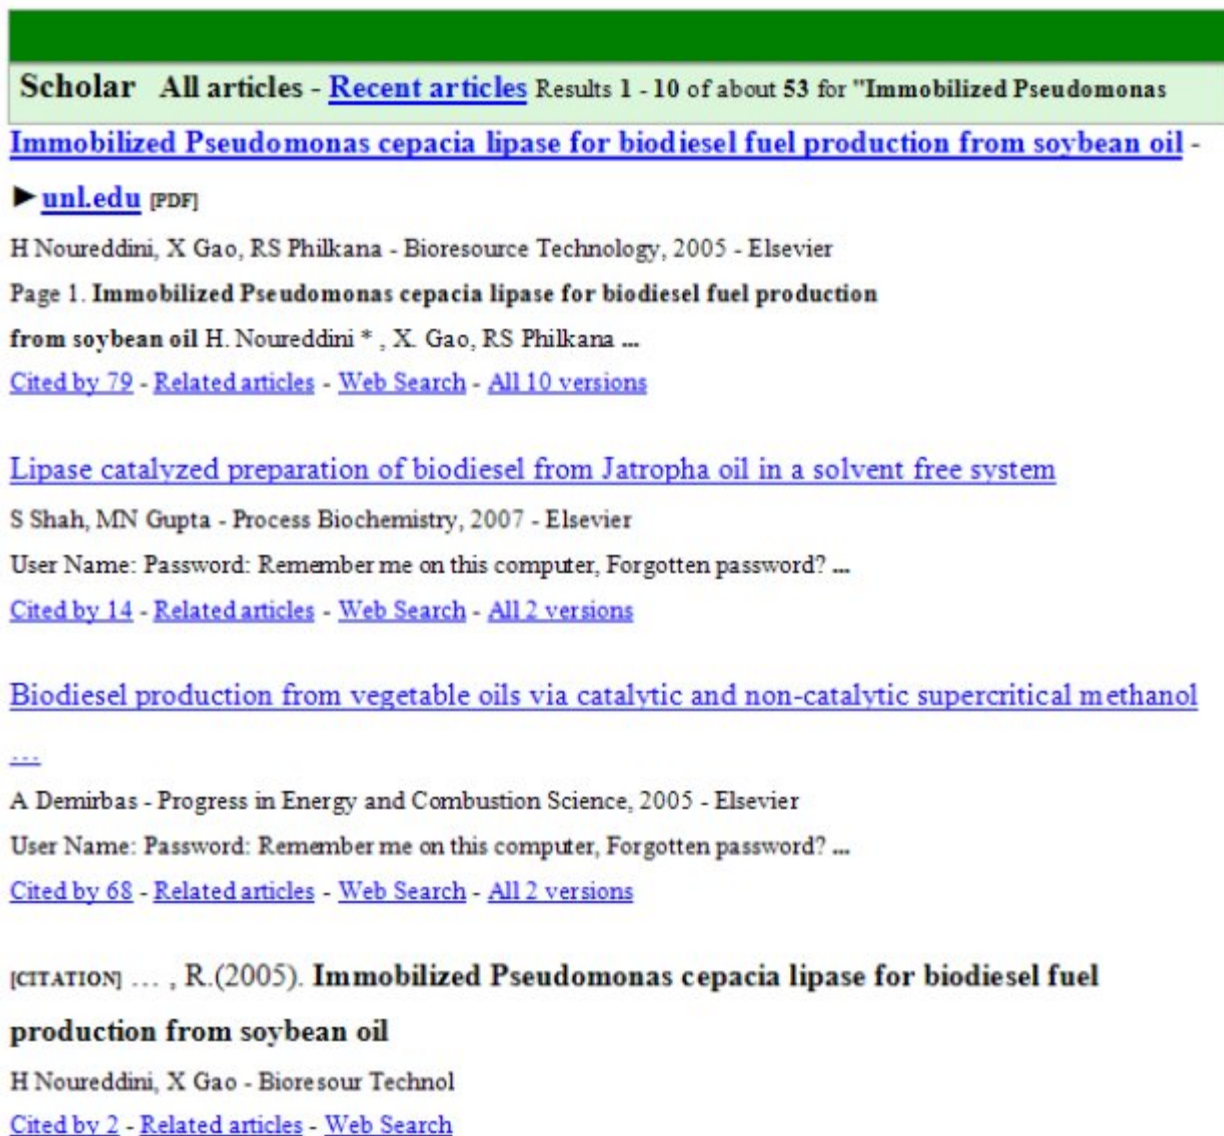 Scholar All articles - Recent articles Results 1 - 10 of about 53 for "Immobilized Pseudomonas
Immobilized Pseudomonas cepacia lipase for biodiesel fuel production from soybean oil -
►unl.edu [PDF]
H Noureddini, X Gao, RS Philkana - Bioresource Technology, 2005 - Elsevier
Page 1. Immobilized Pseudomonas cepacia lipase for biodiesel fuel production
from soybean oil H. Noureddini * , X. Gao, RS Philkana ...
Cited by 79 - Related articles - Web Search - All 10 versions
Lipase catalyzed preparation of biodiesel from Jatropha oil in a solvent free system
S Shah, MN Gupta - Process Biochemistry, 2007 - Elsevier
User Name: Password: Remember me on this computer, Forgotten password? ...
Cited by 14 - Related articles - Web Search - All 2 versions
Biodiesel production from vegetable oils via catalytic and non-catalytic supercritical methanol
...
A Demirbas - Progress in Energy and Combustion Science, 2005 - Elsevier
User Name: Password: Remember me on this computer, Forgotten password? ...
Cited by 68 - Related articles - Web Search - All 2 versions
[CITATION] ... , R.(2005). Immobilized Pseudomonas cepacia lipase for biodiesel fuel
production from soybean oil
H Noureddini, X Gao - Bioresour Technol
Cited by 2 - Related articles - Web Search